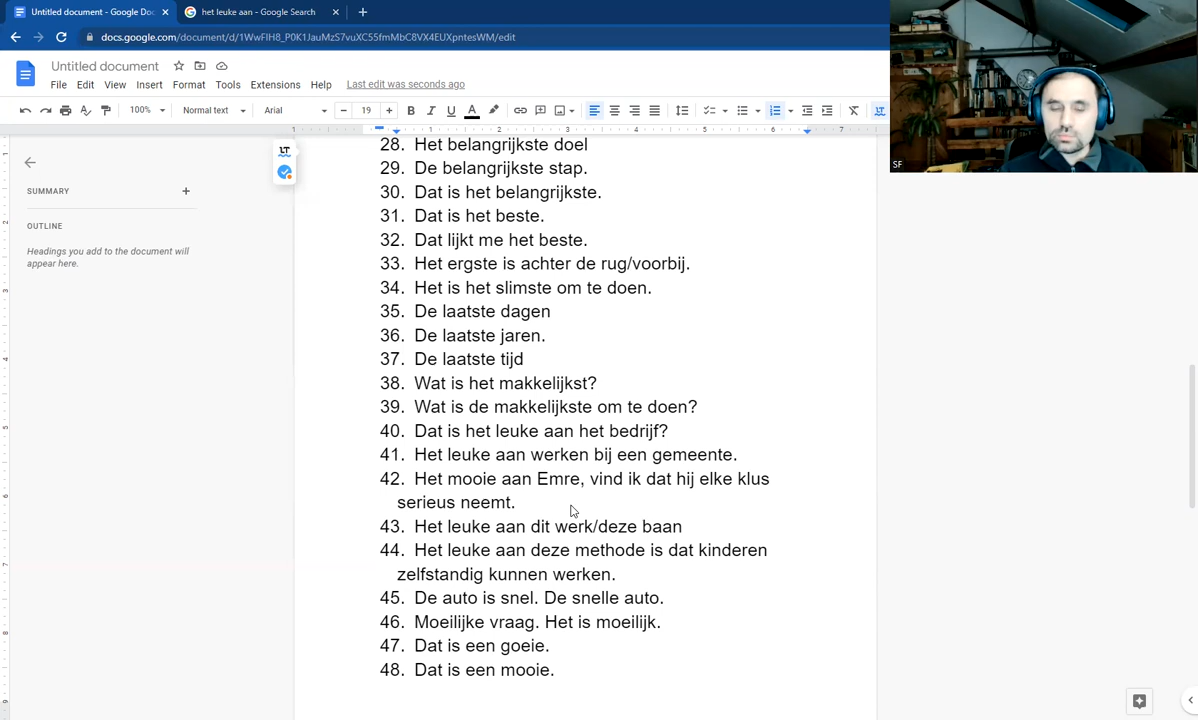 Untitled document - Google Doc
het leuke aan - Google Search
docs.google.com/document/d/1WwFlH8_P0K1JauMzS7vuXC55fmMbC8VX4EUXpntesWM/edit
Untitled document
File Edit View Insert Format Tools Extensions Help Last edit was seconds ago
100% Normal text Arial 19 B I U A
SUMMARY
OUTLINE
Headings you add to the document will
appear here.
28. Het belangrijkste doel
29. De belangrijkste stap.
30. Dat is het belangrijkste.
31. Dat is het beste.
32. Dat lijkt me het beste.
33. Het ergste is achter de rug/voorbij.
34. Het is het slimste om te doen.
35. De laatste dagen
36. De laatste jaren.
37. De laatste tijd
38. Wat is het makkelijkst?
39. Wat is de makkelijkste om te doen?
40. Dat is het leuke aan het bedrijf?
41. Het leuke aan werken bij een gemeente.
42. Het mooie aan Emre, vind ik dat hij elke klus
serieus neemt.
43. Het leuke aan dit werk/deze baan
44. Het leuke aan deze methode is dat kinderen
zelfstandig kunnen werken.
45. De auto is snel. De snelle auto.
46. Moeilijke vraag. Het is moeilijk.
47. Dat is een goeie.
48. Dat is een mooie.
SF